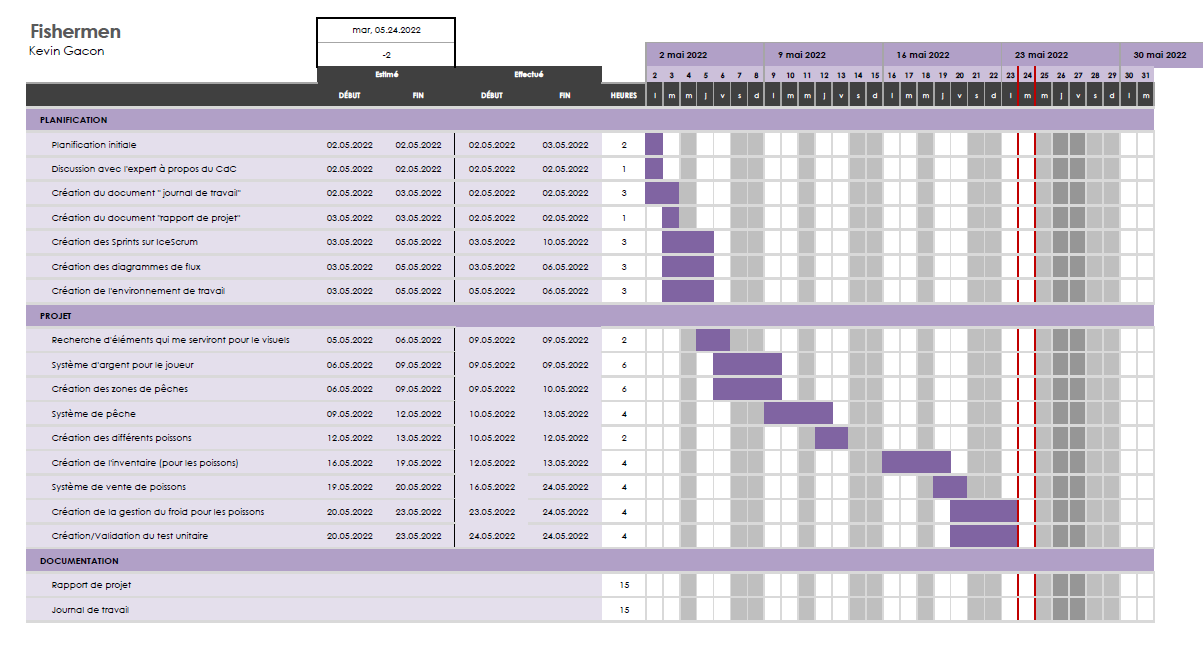 Fishermen
Kevin Gacon
mar, 05.24.2022
-2
2 mai 2022 9 mai 2022 16 mai 2022 23 mai 2022 30 mai 2022
Estimé Effectué 2 3 4 5 6 7 8 9 10 11 12 13 14 15 16 17 18 19 20 21 22 23 24 25 26 27 28 29 30 31
DÉBUT FIN DÉBUT FIN HEURES l m m j v s d l m m j v s d l m m j v s d l m m j v s d l m
PLANIFICATION
Planification initiale 02.05.2022 02.05.2022 02.05.2022 03.05.2022 2
Discussion avec l'expert à propos du CdC 02.05.2022 02.05.2022 02.05.2022 02.05.2022 1
Création du document " journal de travail" 02.05.2022 03.05.2022 02.05.2022 02.05.2022 3
Création du document "rapport de projet" 03.05.2022 03.05.2022 02.05.2022 02.05.2022 1
Création des Sprints sur IceScrum 03.05.2022 05.05.2022 03.05.2022 10.05.2022 3
Création des diagrammes de flux 03.05.2022 05.05.2022 03.05.2022 06.05.2022 3
Création de l'environnement de travail 03.05.2022 05.05.2022 05.05.2022 06.05.2022 3
PROJET
Recherche d'éléments qui me serviront pour le visuels 05.05.2022 06.05.2022 09.05.2022 09.05.2022 2
Système d'argent pour le joueur 06.05.2022 09.05.2022 09.05.2022 09.05.2022 6
Création des zones de pêches 06.05.2022 09.05.2022 09.05.2022 10.05.2022 6
Système de pêche 09.05.2022 12.05.2022 10.05.2022 13.05.2022 4
Création des différents poissons 12.05.2022 13.05.2022 10.05.2022 12.05.2022 2
Création de l'inventaire (pour les poissons) 16.05.2022 19.05.2022 12.05.2022 13.05.2022 4
Système de vente de poissons 19.05.2022 20.05.2022 16.05.2022 24.05.2022 4
Création de la gestion du froid pour les poissons 20.05.2022 23.05.2022 23.05.2022 24.05.2022 4
Création/Validation du test unitaire 20.05.2022 23.05.2022 24.05.2022 24.05.2022 4
DOCUMENTATION
Rapport de projet 15
Journal de travail 15